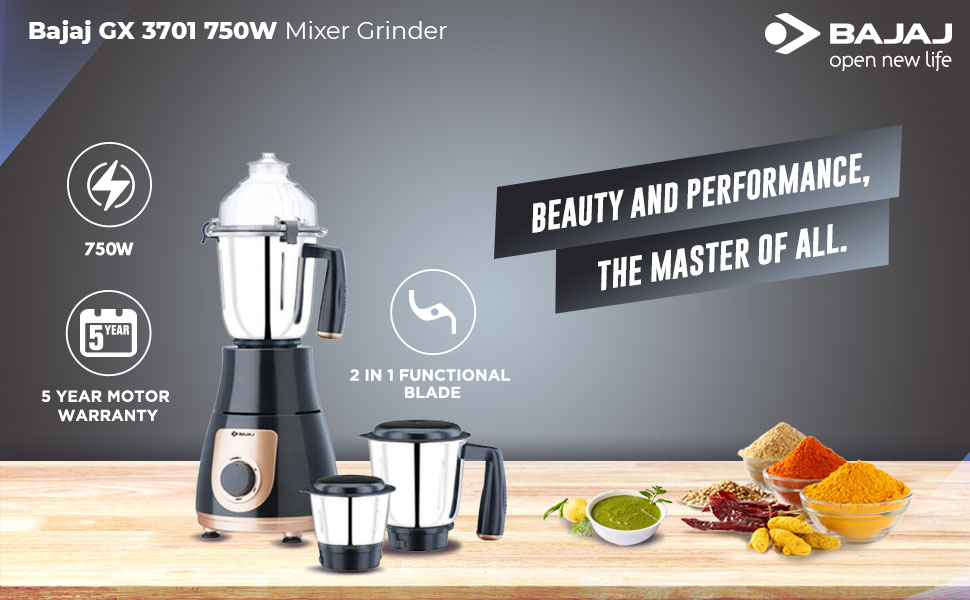 Bajaj GX 3701 750W Mixer Grinder
BAJAJ
open new life
BEAUTY AND PERFORMANCE,
THE MASTER OF ALL.
750W
5 YEAR
5 YEAR MOTOR
WARRANTY
2 IN 1 FUNCTIONAL
BLADE
BAJAJ